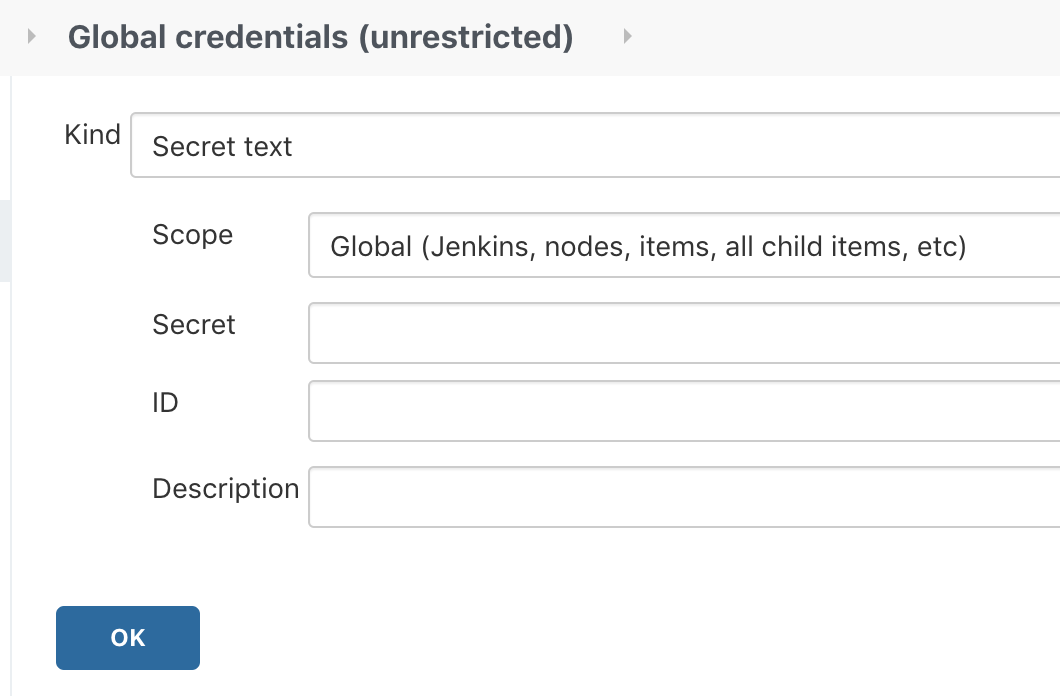 Global credentials (unrestricted)
Kind Secret text
Scope Global (Jenkins, nodes, items, all child items, etc)
Secret
ID
Description
OK